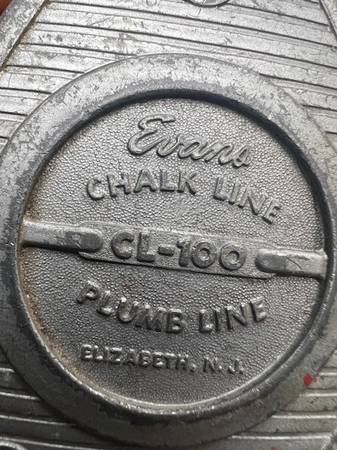 Evans
CHALK LINE
CL-100
PLUMB LINE
ELIZABETH, N. J.